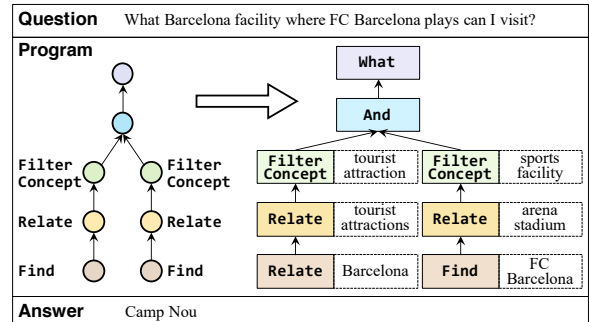 Question What Barcelona facility where FC Barcelona plays can I visit?
Program
What
And
Filter Concept
Filter Concept
Filter Concept tourist attraction
Filter Concept sports facility
Relate
Relate
Relate tourist attractions
Relate arena stadium
Find
Find
Relate Barcelona
Find FC Barcelona
Answer Camp Nou